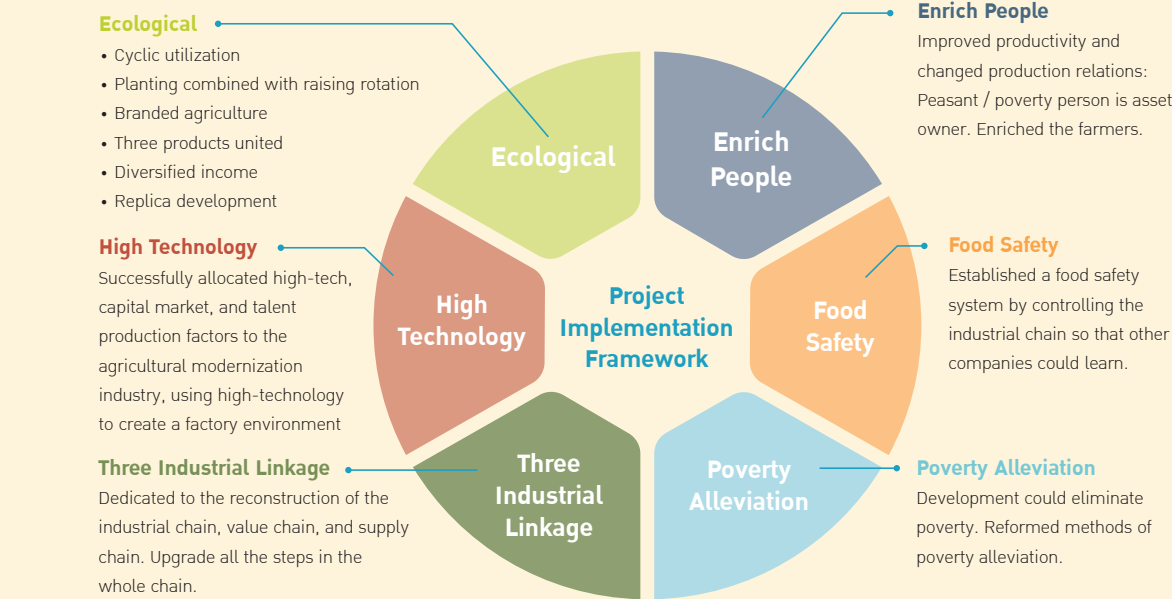 Ecological
• Cyclic utilization
• Planting combined with raising rotation
• Branded agriculture
• Three products united
• Diversified income
• Replica development
High Technology
Successfully allocated high-tech,
capital market, and talent
production factors to the
agricultural modernization
industry, using high-technology
to create a factory environment
Three Industrial Linkage
Dedicated to the reconstruction of the
industrial chain, value chain, and supply
chain. Upgrade all the steps in the
whole chain.
Ecological
Enrich
People
High
Technology
Project
Implementation
Framework
Food
Safety
Three
Industrial
Linkage
Poverty
Alleviation
Enrich People
Improved productivity and
changed production relations:
Peasant / poverty person is asset
owner. Enriched the farmers.
Food Safety
Established a food safety
system by controlling the
industrial chain so that other
companies could learn.
Poverty Alleviation
Development could eliminate
poverty. Reformed methods of
poverty alleviation.